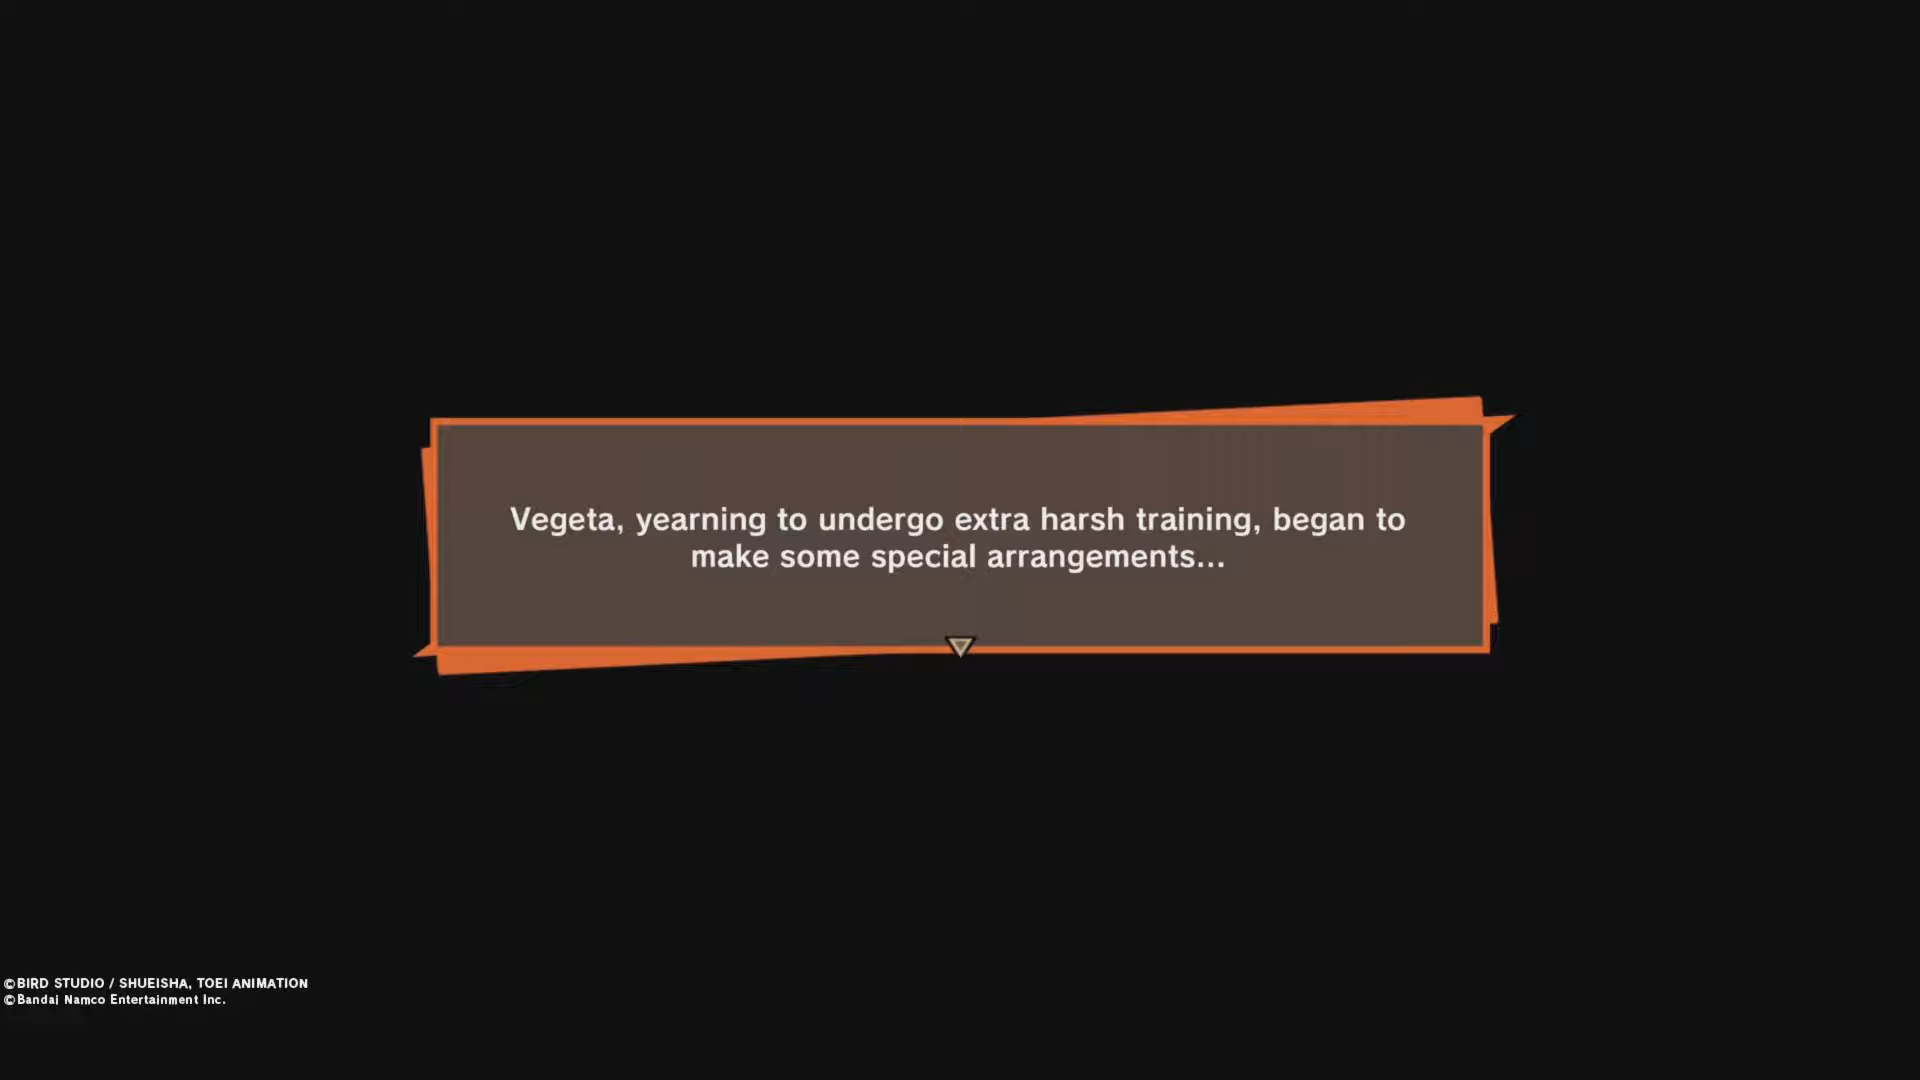 Vegeta, yearning to undergo extra harsh training, began to
make some special arrangements...
©BIRD STUDIO / SHUEISHA, TOEI ANIMATION
©Bandai Namco Entertainment Inc.